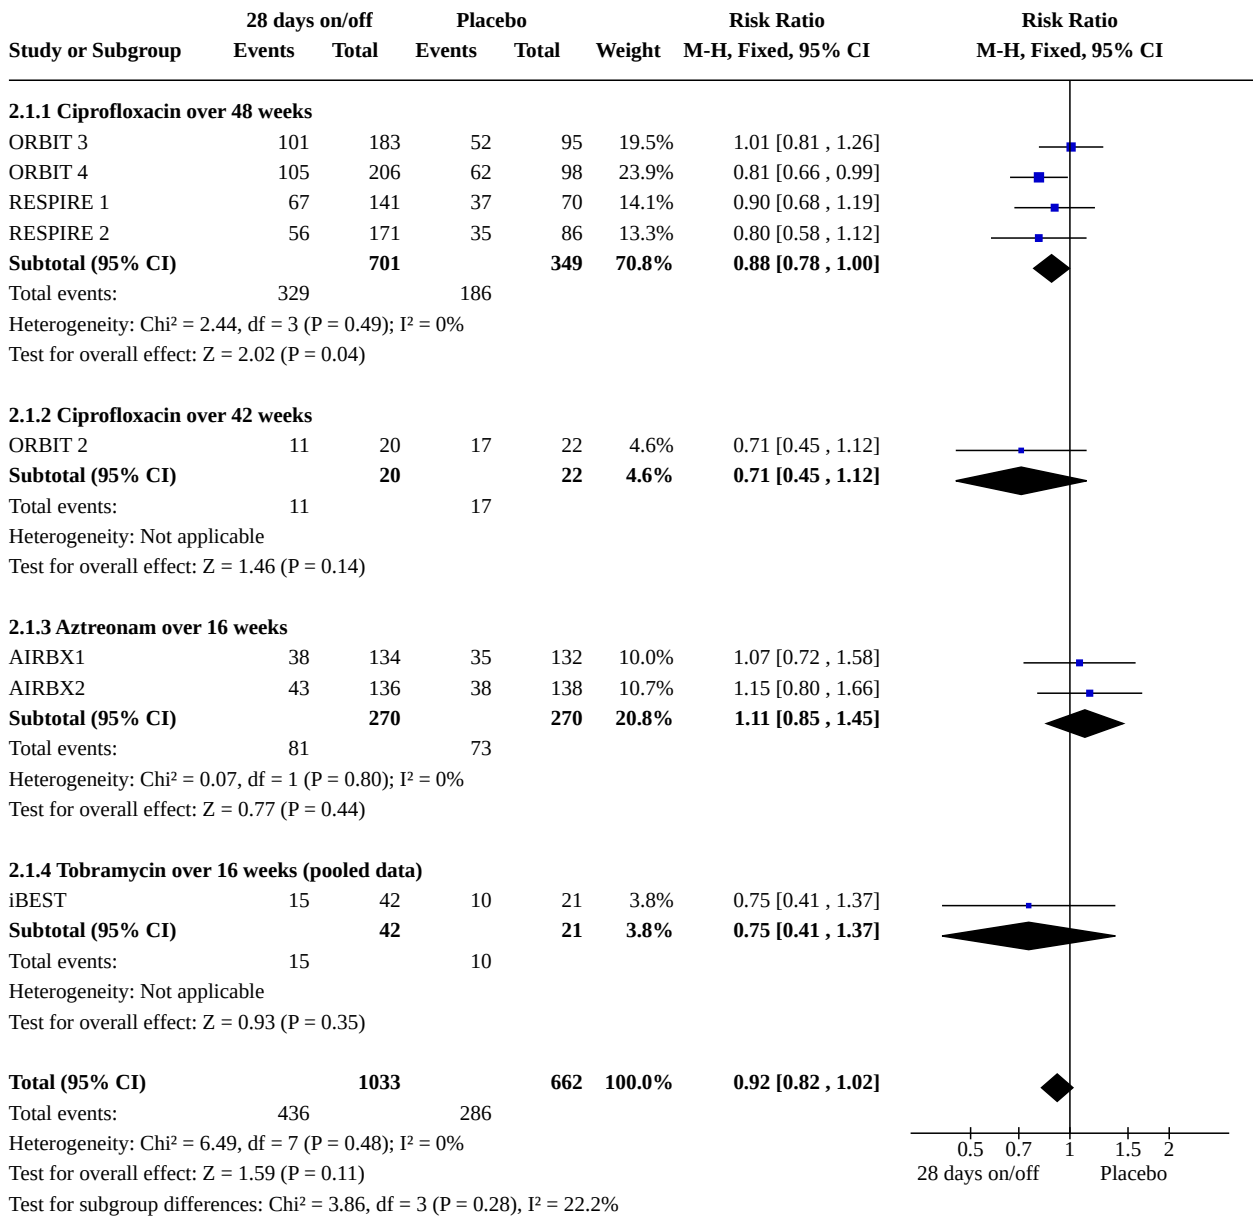 28 days on/off Placebo Risk Ratio Risk Ratio
Study or Subgroup Events Total Events Total Weight M-H, Fixed, 95% CI M-H, Fixed, 95% CI
2.1.1 Ciprofloxacin over 48 weeks
ORBIT 3 101 183 52 95 19.5% 1.01 [0.81 , 1.26]
ORBIT 4 105 206 62 98 23.9% 0.81 [0.66 , 0.99]
RESPIRE 1 67 141 37 70 14.1% 0.90 [0.68 , 1.19]
RESPIRE 2 56 171 35 86 13.3% 0.80 [0.58 , 1.12]
Subtotal (95% CI) 701 349 70.8% 0.88 [0.78 , 1.00]
Total events: 329 186
Heterogeneity: Chi² = 2.44, df = 3 (P = 0.49); I² = 0%
Test for overall effect: Z = 2.02 (P = 0.04)
2.1.2 Ciprofloxacin over 42 weeks
ORBIT 2 11 20 17 22 4.6% 0.71 [0.45 , 1.12]
Subtotal (95% CI) 20 22 4.6% 0.71 [0.45 , 1.12]
Total events: 11 17
Heterogeneity: Not applicable
Test for overall effect: Z = 1.46 (P = 0.14)
2.1.3 Aztreonam over 16 weeks
AIRBX1 38 134 35 132 10.0% 1.07 [0.72 , 1.58]
AIRBX2 43 136 38 138 10.7% 1.15 [0.80 , 1.66]
Subtotal (95% CI) 270 270 20.8% 1.11 [0.85 , 1.45]
Total events: 81 73
Heterogeneity: Chi² = 0.07, df = 1 (P = 0.80); I² = 0%
Test for overall effect: Z = 0.77 (P = 0.44)
2.1.4 Tobramycin over 16 weeks (pooled data)
iBEST 15 42 10 21 3.8% 0.75 [0.41 , 1.37]
Subtotal (95% CI) 42 21 3.8% 0.75 [0.41 , 1.37]
Total events: 15 10
Heterogeneity: Not applicable
Test for overall effect: Z = 0.93 (P = 0.35)
Total (95% CI) 1033 662 100.0% 0.92 [0.82 , 1.02]
Total events: 436 286
Heterogeneity: Chi² = 6.49, df = 7 (P = 0.48); I² = 0%
0.5 0.7 1 1.5 2
Test for overall effect: Z = 1.59 (P = 0.11) 28 days on/off Placebo
Test for subgroup differences: Chi² = 3.86, df = 3 (P = 0.28), I² = 22.2%